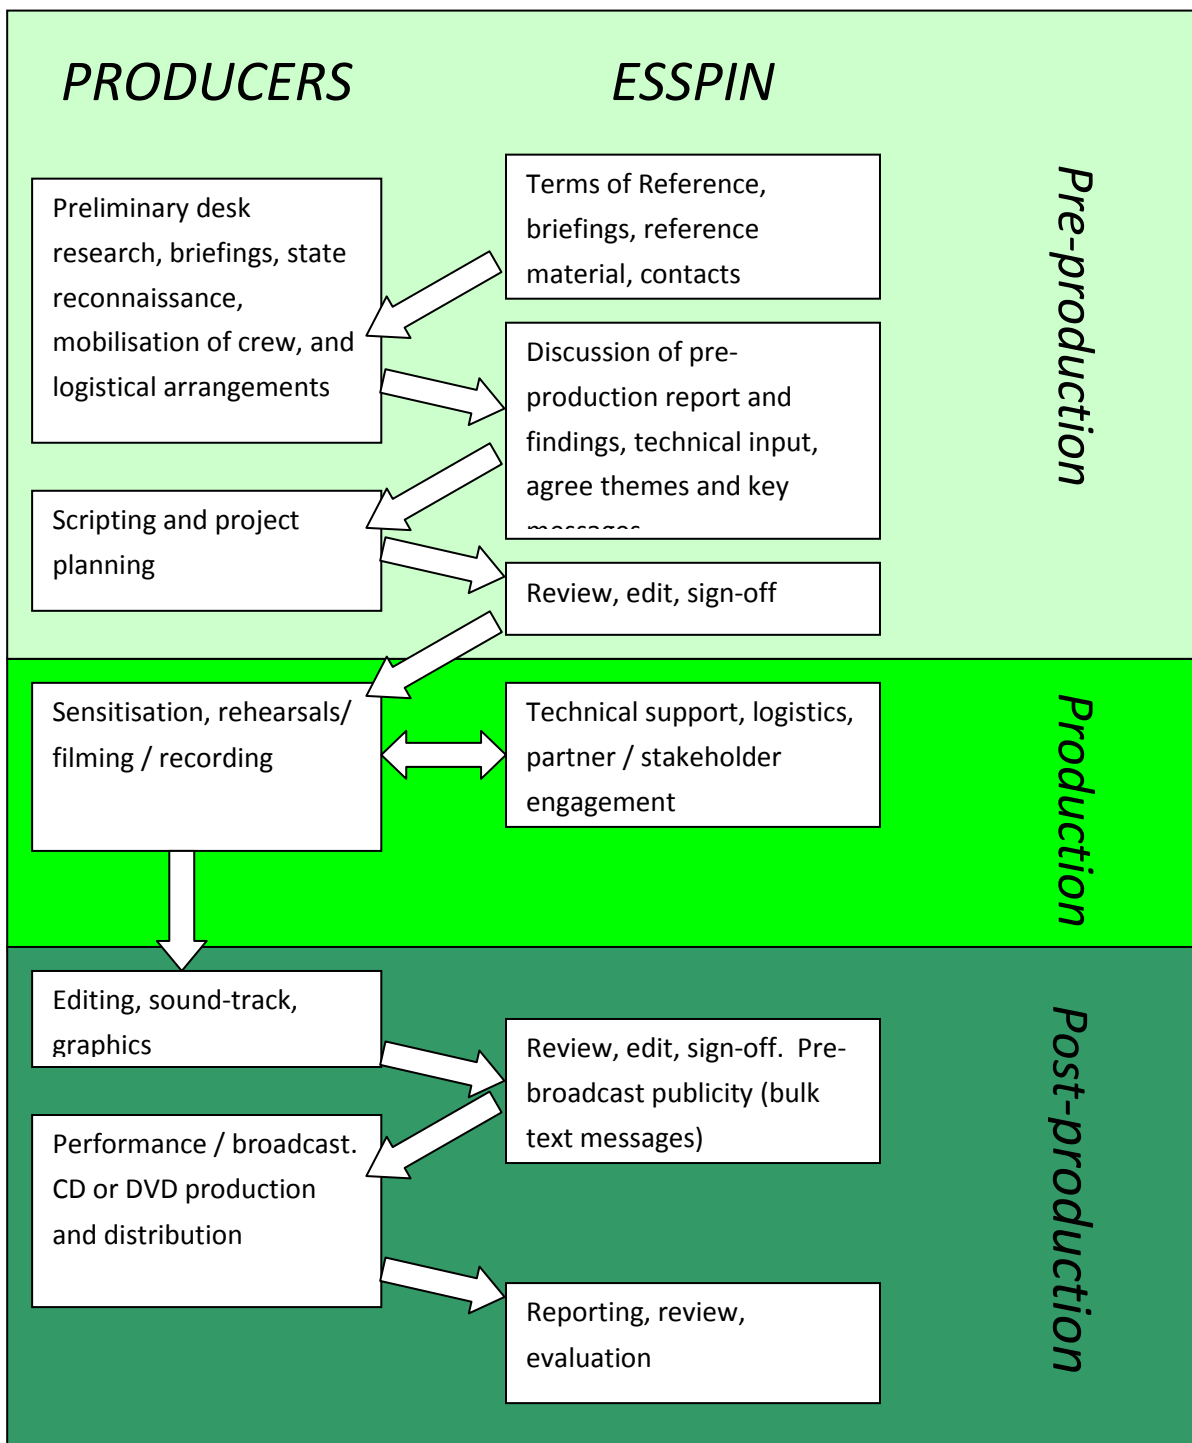 PRODUCERS
ESSPIN
Pre-production
Terms of Reference,
briefings, reference
material, contacts
Preliminary desk
research, briefings, state
reconnaissance,
mobilisation of crew, and
logistical arrangements
Discussion of pre-
production report and
findings, technical input,
agree themes and key
messages
Scripting and project
planning
Review, edit, sign-off
Production
Sensitisation, rehearsals/
filming / recording
Technical support, logistics,
partner / stakeholder
engagement
Post-production
Editing, sound-track,
graphics
Review, edit, sign-off.  Pre-
broadcast publicity (bulk
text messages)
Performance / broadcast.
CD or DVD production
and distribution
Reporting, review,
evaluation